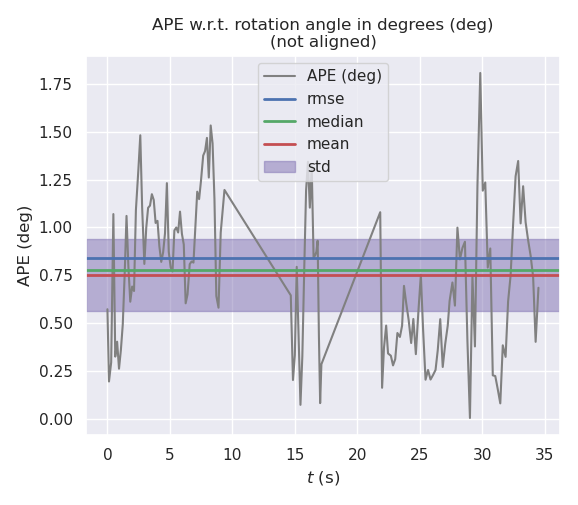 APE w.r.t. rotation angle in degrees (deg)
(not aligned)
APE (deg)
rmse
median
mean
std
APE (deg)
1.75
1.50
1.25
1.00
0.75
0.50
0.25
0.00
0 5 10 15 20 25 30 35
t (s)